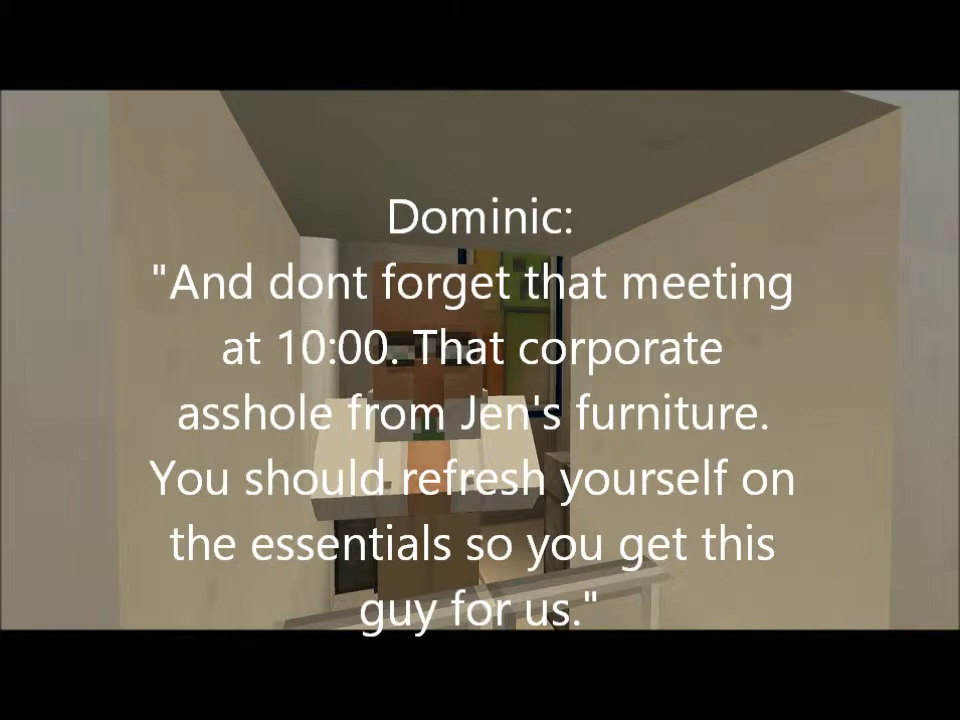 Dominic:
"And dont forget that meeting
at 10:00. That corporate
asshole from Jen's furniture.
You should refresh yourself on
the essentials so you get this
guy for us."